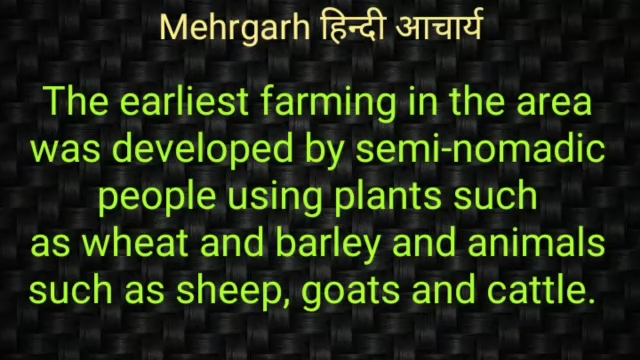 Mehrgarh हिन्दी आचार्य
The earliest farming in the area
was developed by semi-nomadic
people using plants such
as wheat and barley and animals
such as sheep, goats and cattle.